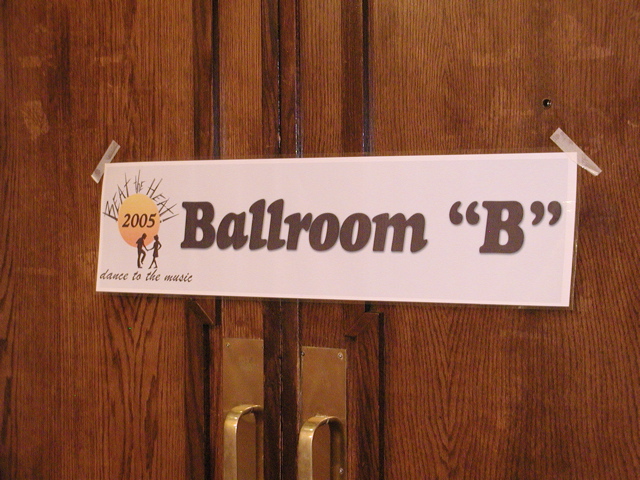 BEAT THE HEAT!
2005
dance to the music
Ballroom “B”